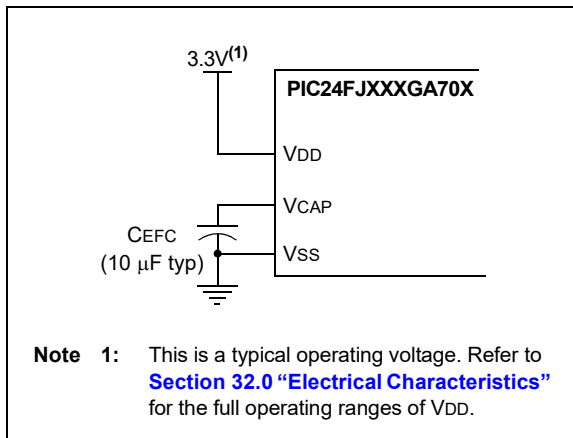 3.3V(1)
PIC24FJXXXGA70X
VDD
VCAP
CEFC
(10 μF typ)
VSS
Note 1: This is a typical operating voltage. Refer to
Section 32.0 “Electrical Characteristics”
for the full operating ranges of VDD.